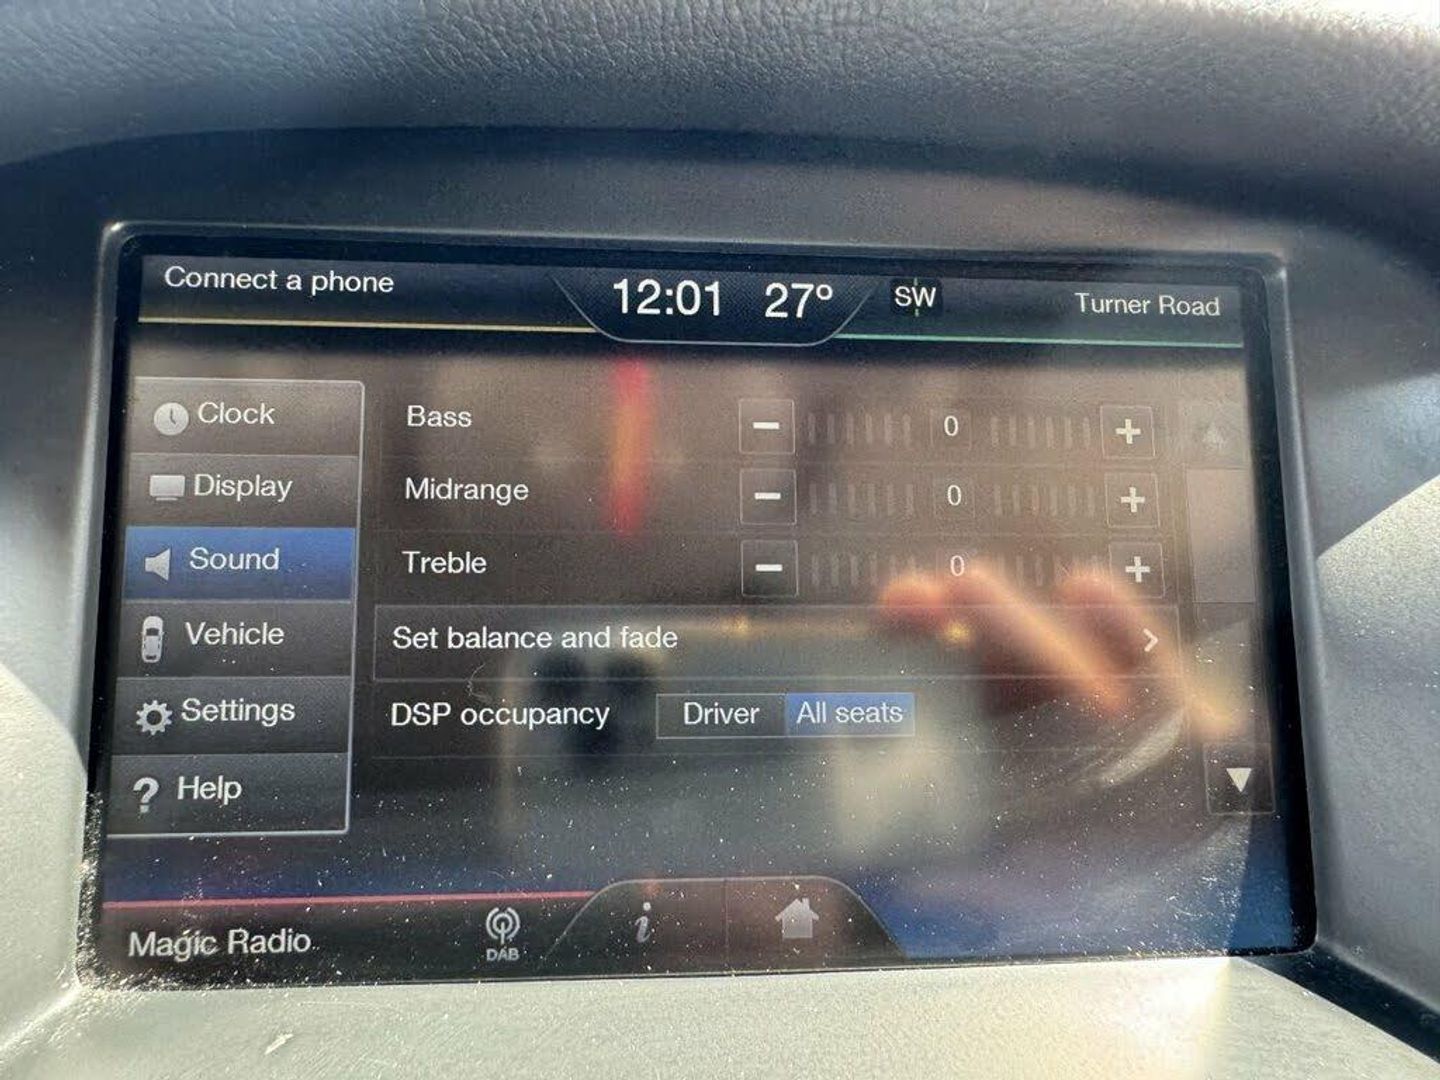 Connect a phone
12:01 27° SW Turner Road
Clock
Display
Sound
Vehicle
Settings
? Help
Bass − 0 +
Midrange − 0 +
Treble − 0 +
Set balance and fade >
DSP occupancy Driver All seats
Magic Radio DAB i